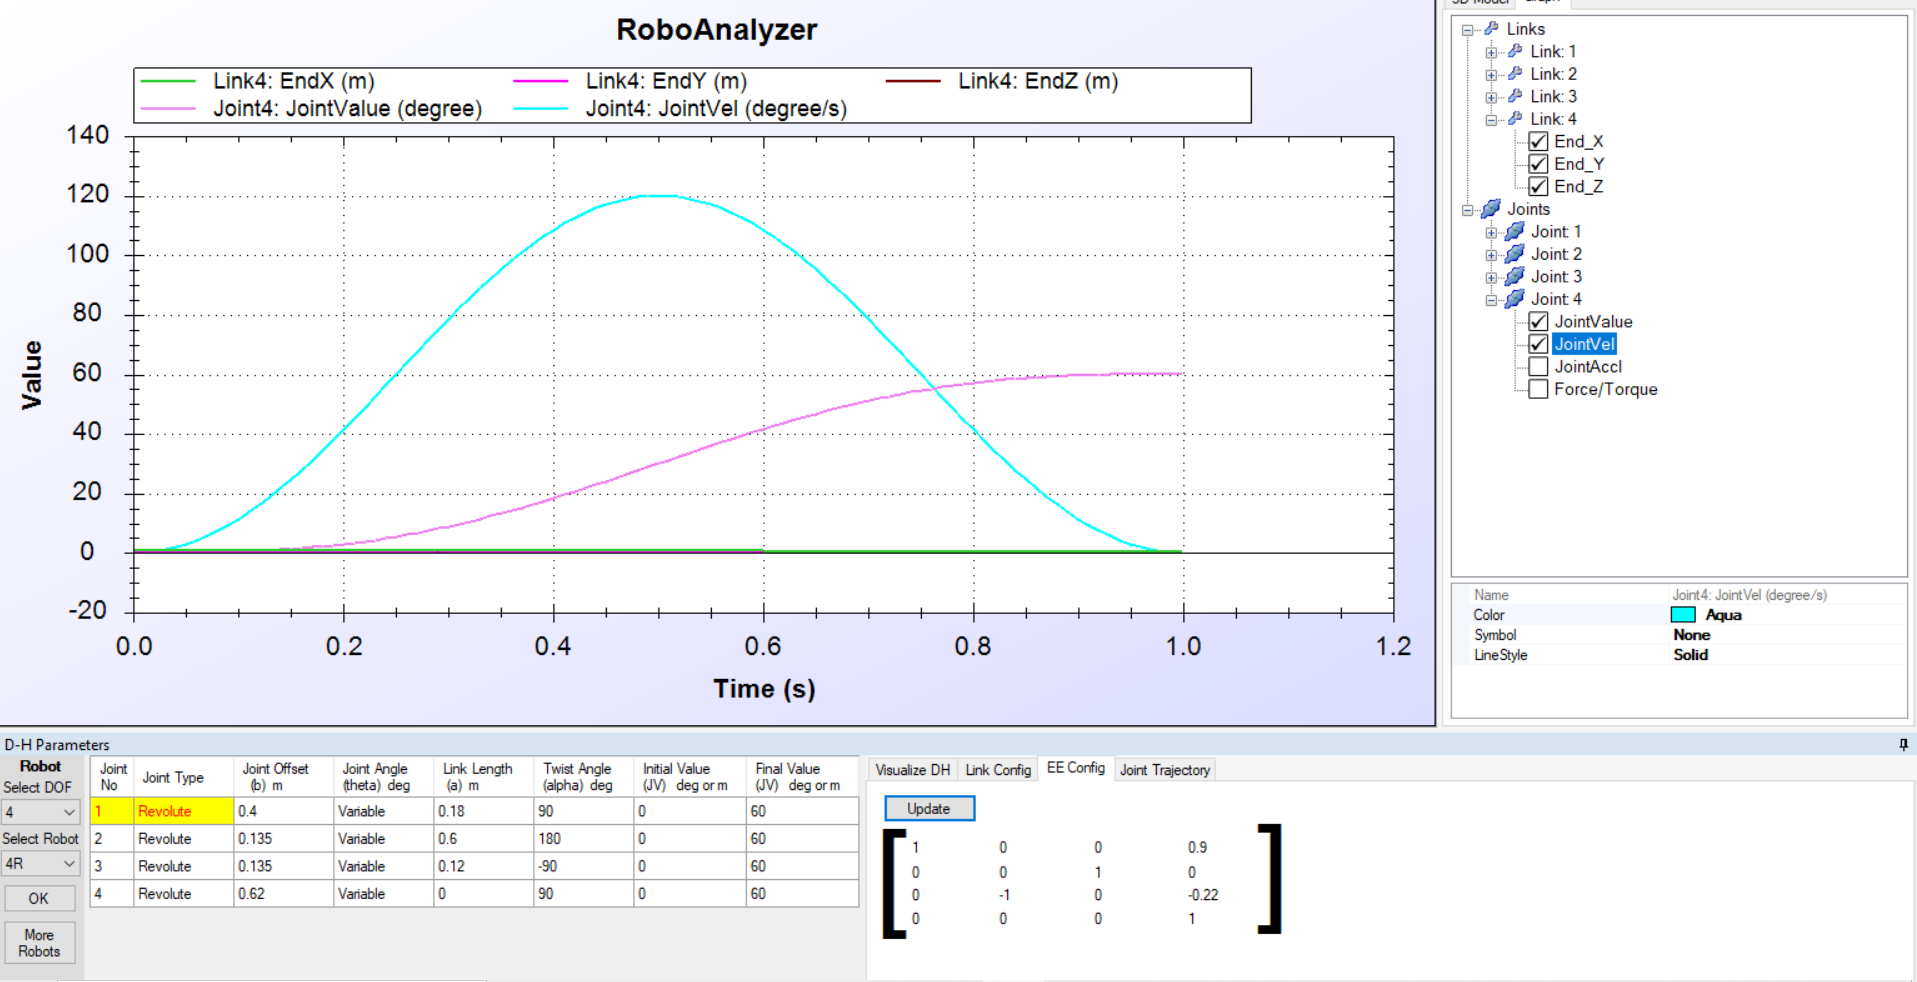 3D Model Graph
RoboAnalyzer
Link4: EndX (m) Link4: EndY (m) Link4: EndZ (m)
Joint4: JointValue (degree) Joint4: JointVel (degree/s)
140
120
100
80
60
40
20
0
-20
Value
0.0 0.2 0.4 0.6 0.8 1.0 1.2
Time (s)
Links
Link: 1
Link: 2
Link: 3
Link: 4
End_X
End_Y
End_Z
Joints
Joint: 1
Joint: 2
Joint: 3
Joint: 4
JointValue
JointVel
JointAccl
Force/Torque
Name Joint4: JointVel (degree/s)
Color Aqua
Symbol None
LineStyle Solid
D-H Parameters
Robot
Select DOF
4
Select Robot
4R
OK
More
Robots
Joint Joint Type Joint Offset Joint Angle Link Length Twist Angle Initial Value Final Value
No (b) m (theta) deg (a) m (alpha) deg (JV) deg or m (JV) deg or m
1 Revolute 0.4 Variable 0.18 90 0 60
2 Revolute 0.135 Variable 0.6 180 0 60
3 Revolute 0.135 Variable 0.12 -90 0 60
4 Revolute 0.62 Variable 0 90 0 60
Visualize DH Link Config EE Config Joint Trajectory
Update
1 0 0 0.9
0 0 1 0
0 -1 0 -0.22
0 0 0 1